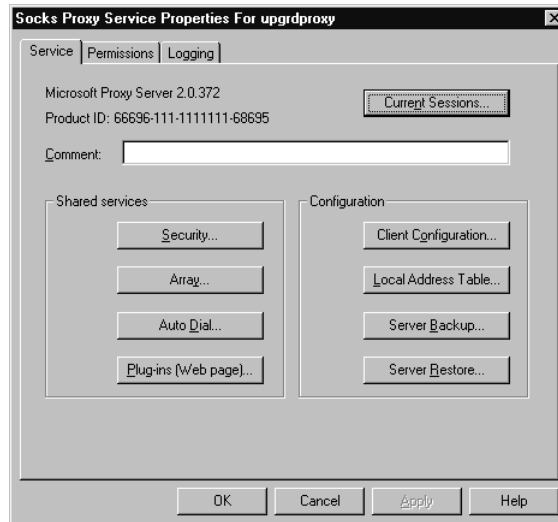 Socks Proxy Service Properties For upgrdproxy
Service Permissions Logging
Microsoft Proxy Server 2.0.372
Current Sessions...
Product ID: 66696-111-1111111-68695
Comment:
Shared services
Configuration
Security...
Client Configuration...
Array...
Local Address Table...
Auto Dial...
Server Backup...
Plug-ins (Web page)...
Server Restore...
OK Cancel Apply Help